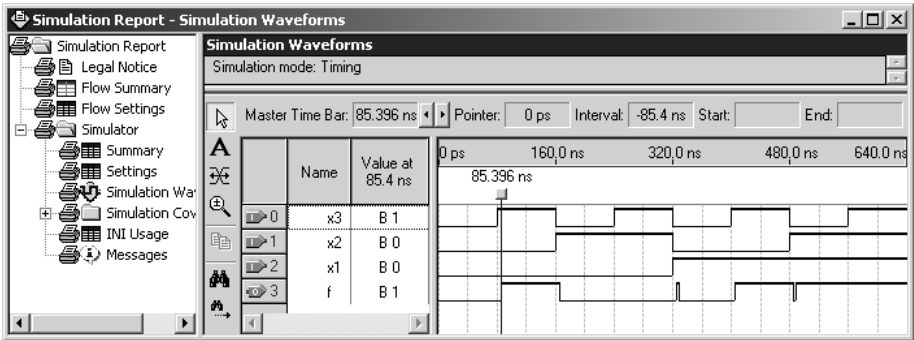 Simulation Report - Simulation Waveforms
Simulation Report
Legal Notice
Flow Summary
Flow Settings
Simulator
Summary
Settings
Simulation Wa
Simulation Cov
INI Usage
Messages
Simulation Waveforms
Simulation mode: Timing
Master Time Bar: 85.396 ns Pointer: 0 ps Interval: -85.4 ns Start: End:
A
Name Value at 85.4 ns
0 ps 160,0 ns 320,0 ns 480,0 ns 640.0 ns
85.396 ns
0 x3 B 1
1 x2 B 0
2 x1 B 0
3 f B 1